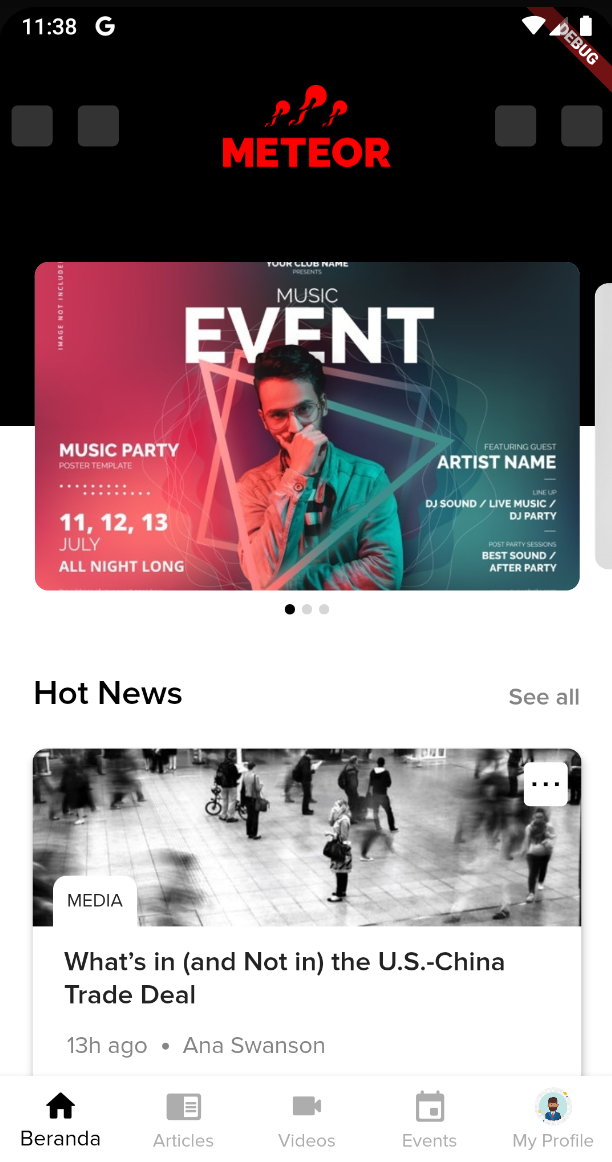 11:38 G
DEBUG
METEOR
IMAGE NOT INCLUDE
YOUR CLUB NAME
PRESENTS
MUSIC
EVENT
MUSIC PARTY
POSTER TEMPLATE
11, 12, 13
JULY
ALL NIGHT LONG
FEATURING GUEST
ARTIST NAME
LINE UP
DJ SOUND / LIVE MUSIC /
DJ PARTY
POST PARTY SESSIONS
BEST SOUND /
AFTER PARTY
Hot News
See all
MEDIA
What’s in (and Not in) the U.S.-China
Trade Deal
13h ago • Ana Swanson
Beranda
Articles
Videos
Events
My Profile